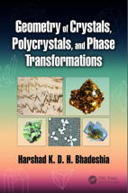 Geometry of Crystals,
Polycrystals, and Phase
Transformations
Harshad K. D. H. Bhadeshia